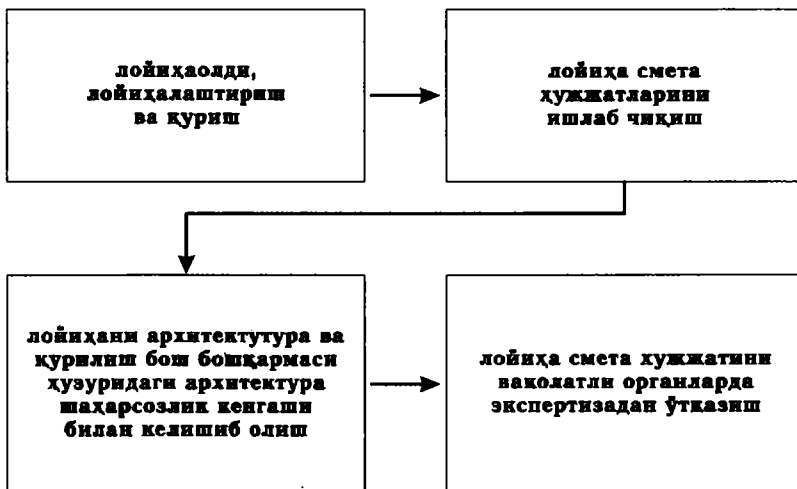 лойиҳаолди,
лойиҳалаштириш
ва қуриш
лойиҳа смета
ҳужжатларини
ишлаб чиқиш
лойиҳани архитектутура ва
қурилиш бош бошқармаси
ҳузуридаги архитектура
шаҳарсозлик кенгаши
билан келишиб олиш
лойиҳа смета хужжатини
ваколатли органларда
экспертизадан ўтказиш